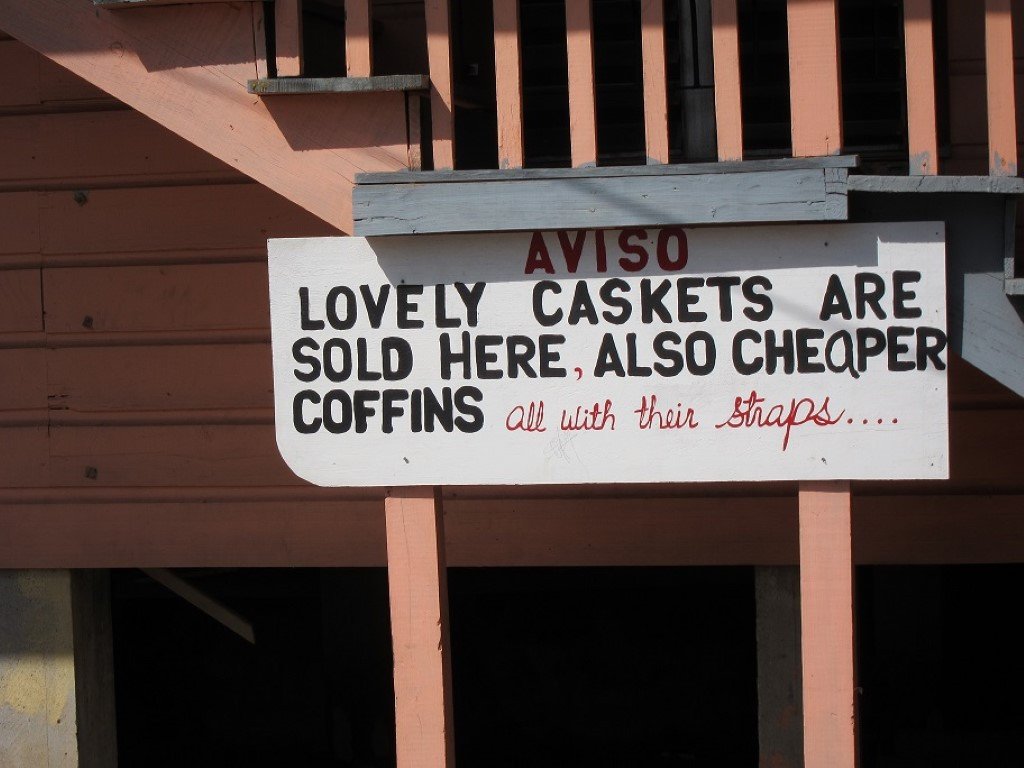 AVISO
LOVELY CASKETS ARE
SOLD HERE, ALSO CHEAPER
COFFINS all with their straps....